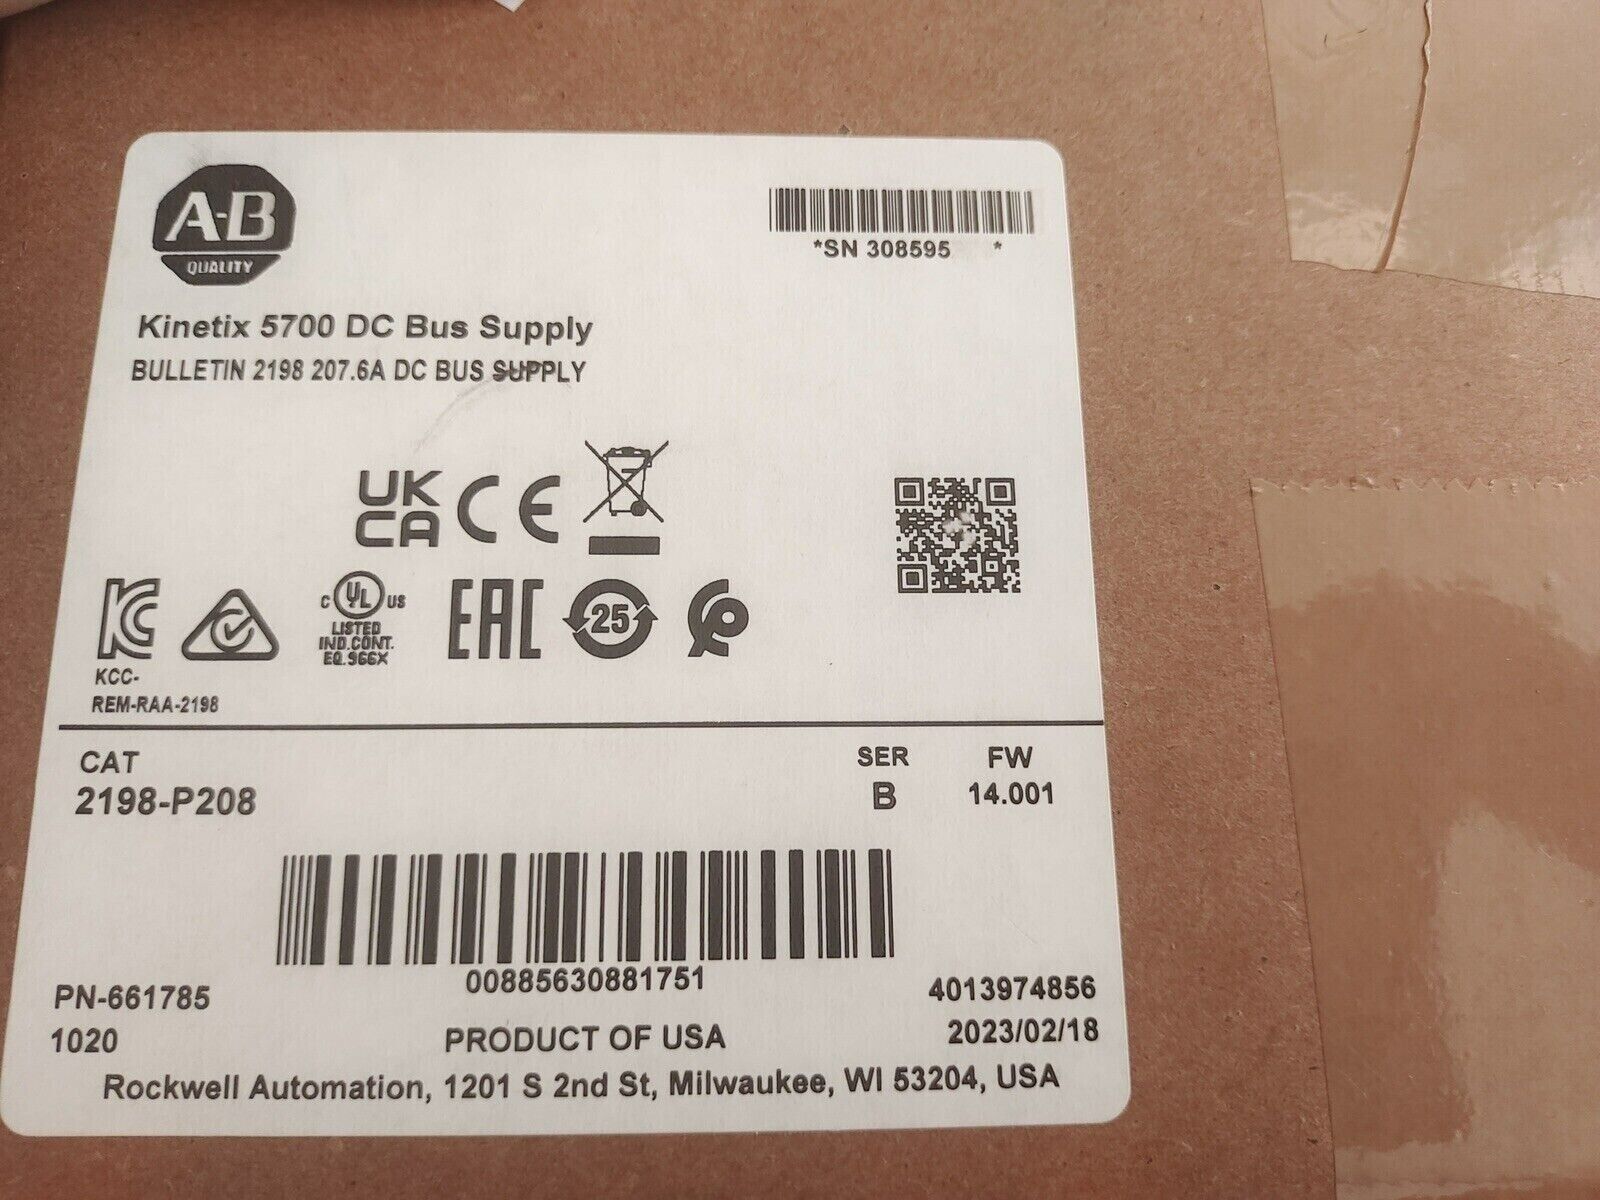 A-B
QUALITY
*SN 308595 *
Kinetix 5700 DC Bus Supply
BULLETIN 2198 207.6A DC BUS SUPPLY
UK
CA
CE
KC
KCC-
REM-RAA-2198
C UL US
LISTED
IND.CONT.
EQ.966X
EAC
25
CAT
2198-P208
SER
B
FW
14.001
00885630881751
PN-661785
1020
PRODUCT OF USA
4013974856
2023/02/18
Rockwell Automation, 1201 S 2nd St, Milwaukee, WI 53204, USA